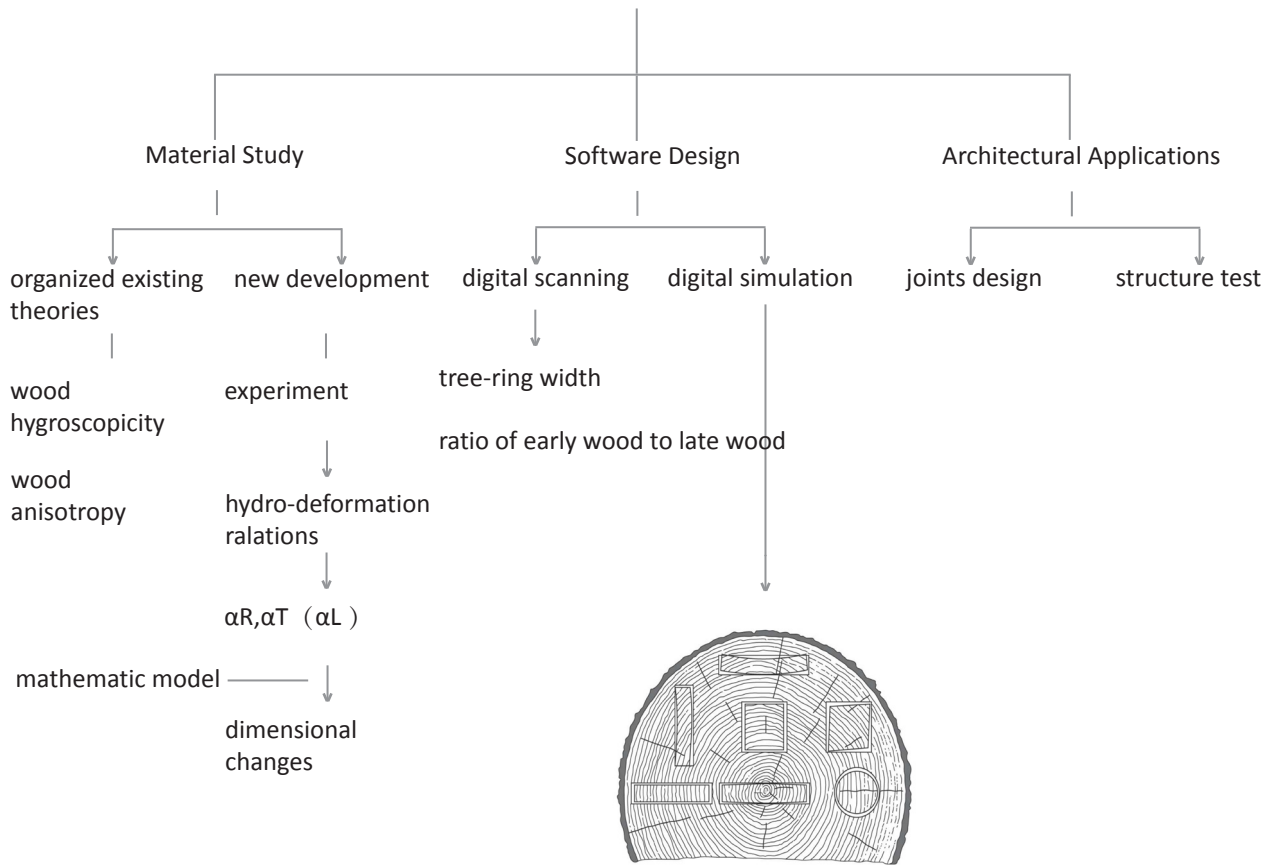 Material Study
Software Design
Architectural Applications
organized existing
theories
new development
digital scanning
digital simulation
joints design
structure test
wood
hygroscopicity
wood
anisotropy
experiment
hydro-deformation
ralations
αR,αT（αL）
mathematic model
dimensional
changes
tree-ring width
ratio of early wood to late wood